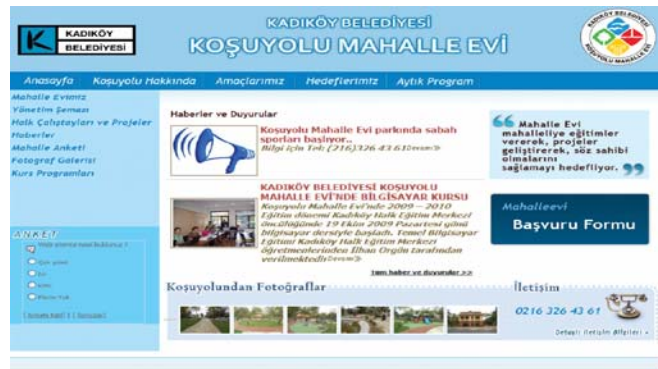 KADIKÖY
BELEDİYESİ
KADIKÖY BELEDİYESİ
KOŞUYOLU MAHALLE EVİ
Anasayfa Koşuyolu Hakkında Amaçlarımız Hedeflerimiz Aylık Program
Mahalle Evimiz
Yönetim Şeması
Halk Çalıştayları ve Projeler
Haberler
Mahalle Anketi
Fotograf Galerisi
Kurs Programları
ANKET
Haberler ve Duyurular
Koşuyolu Mahalle Evi parkında sabah
sporları başlıyor..
Bilgi için Tel: (216)326 43 61Devamı>
KADIKÖY BELEDİYESİ KOŞUYOLU
MAHALLE EVİ'NDE BİLGİSAYAR KURSU
Koşuyolu Mahalle Evi'nde 2009 – 2010
Eğitim dönemi Kadıköy Halk Eğitim Merkezi
öncülüğünde 19 Ekim 2009 Pazartesi günü
bilgisayar dersiyle başladı. Temel Bilgisayar
Eğitimi Kadıköy Halk Eğitim Merkezi
öğretmenlerinden İlhan Orgün tarafından
verilmektedir
tüm haber ve duyurular >>
Mahalle Evi
mahalleliye eğitimler
vererek, projeler
geliştirerek, söz sahibi
olmalarını
sağlamayı hedefliyor.
Mahalleevi
Başvuru Formu
Koşuyolundan Fotoğraflar
İletişim
0216 326 43 61
Detaylı İletişim Bilgileri »